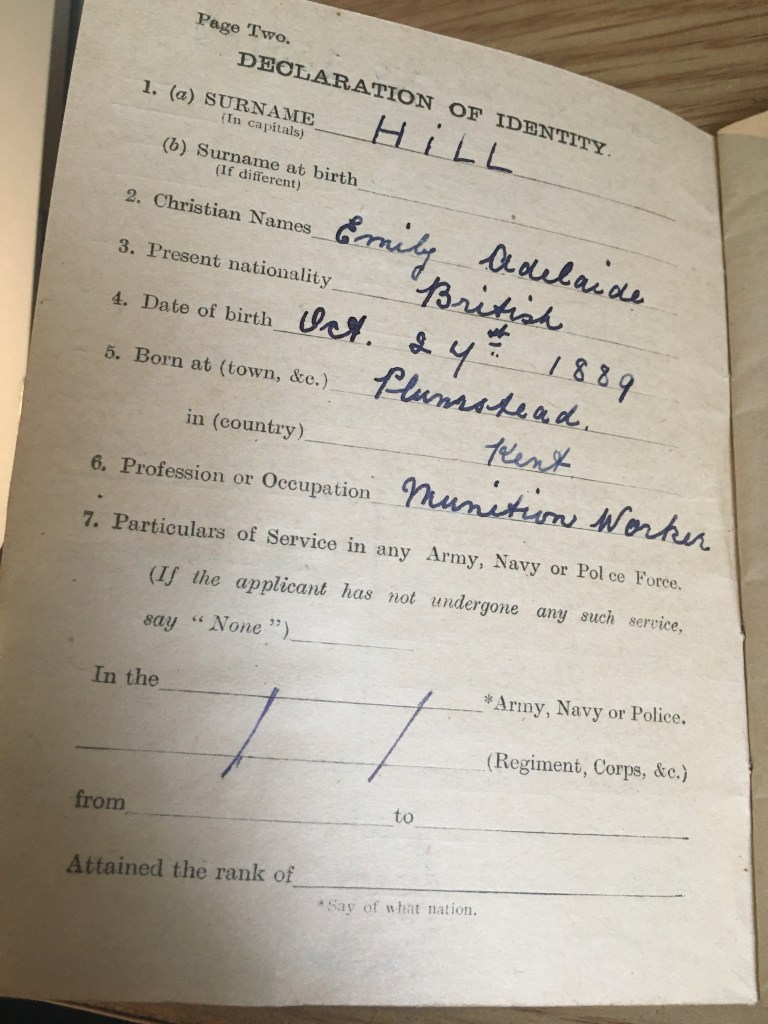 Page Two.
DECLARATION OF IDENTITY.
1. (a) SURNAME HiLL
(In capitals)
(b) Surname at birth
(If different)
2. Christian Names Emily Adelaide
3. Present nationality British
4. Date of birth Oct. 24th 1889
5. Born at (town, &c.) Plumstead.
in (country) Kent
6. Profession or Occupation Munition Worker
7. Particulars of Service in any Army, Navy or Pol ce Force.
(If the applicant has not undergone any such service,
say "None")
In the *Army, Navy or Police.
(Regiment, Corps, &c.)
from to
Attained the rank of
*Say of what nation.